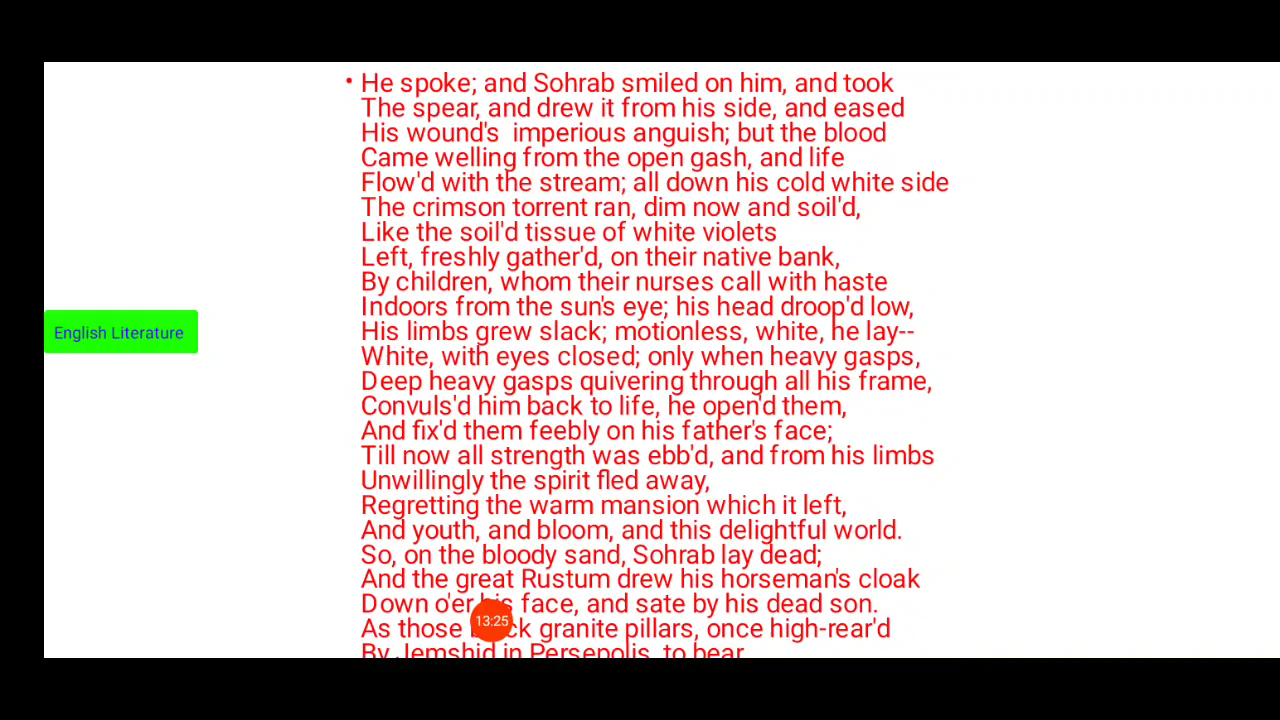 • He spoke; and Sohrab smiled on him, and took
The spear, and drew it from his side, and eased
His wound's imperious anguish; but the blood
Came welling from the open gash, and life
Flow'd with the stream; all down his cold white side
The crimson torrent ran, dim now and soil'd,
Like the soil'd tissue of white violets
Left, freshly gather'd, on their native bank,
By children, whom their nurses call with haste
Indoors from the sun's eye; his head droop'd low,
English Literature
His limbs grew slack; motionless, white, he lay--
White, with eyes closed; only when heavy gasps,
Deep heavy gasps quivering through all his frame,
Convuls'd him back to life, he open'd them,
And fix'd them feebly on his father's face;
Till now all strength was ebb'd, and from his limbs
Unwillingly the spirit fled away,
Regretting the warm mansion which it left,
And youth, and bloom, and this delightful world.
So, on the bloody sand, Sohrab lay dead;
And the great Rustum drew his horseman's cloak
Down o'er his face, and sate by his dead son.
13:25
As those granite pillars, once high-rear'd
By Jemshid in Persepolis, to bear